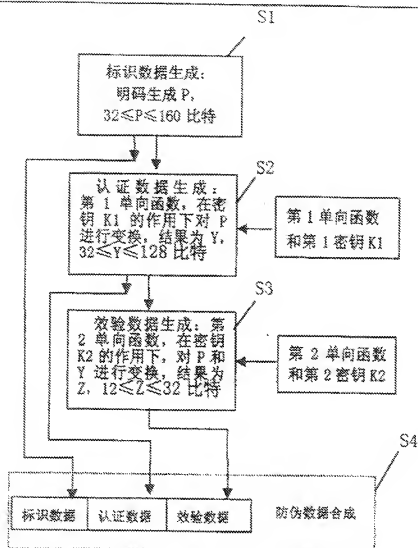 S1
标识数据生成：
明码生成 P，
32≤P≤160 比特
S2
认证数据生成：
第 1 单向函数，在密
钥 K1 的作用下对 P
进行变换，结果为 Y，
32≤Y≤128 比特
第 1 单向函数
和第 1 密钥 K1
S3
效验数据生成：第
2 单向函数，在密钥
K2 的作用下，对 P 和
Y 进行变换，结果为
Z，12≤Z≤32 比特
第 2 单向函数
和第 2 密钥 K2
S4
标识数据 认证数据 效验数据 防伪数据合成